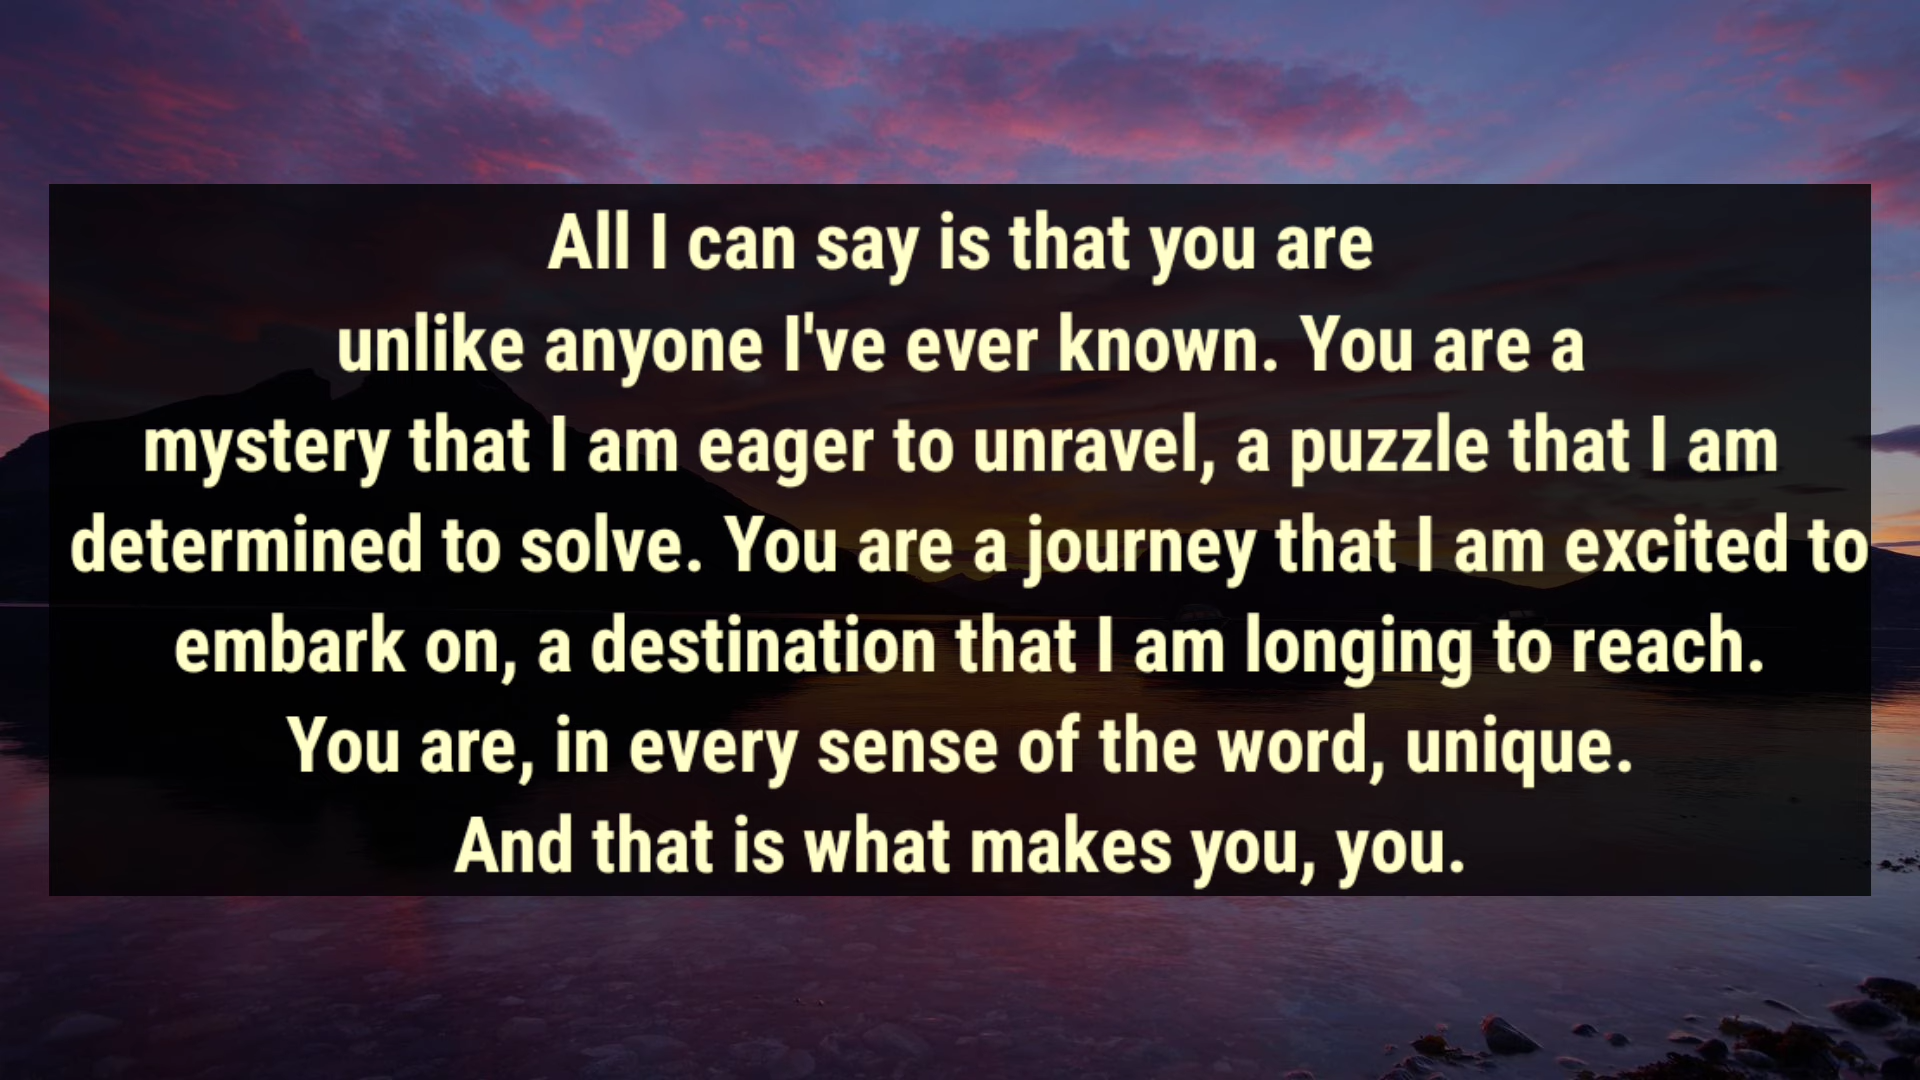 All I can say is that you are
unlike anyone I've ever known. You are a
mystery that I am eager to unravel, a puzzle that I am
determined to solve. You are a journey that I am excited to
embark on, a destination that I am longing to reach.
You are, in every sense of the word, unique.
And that is what makes you, you.